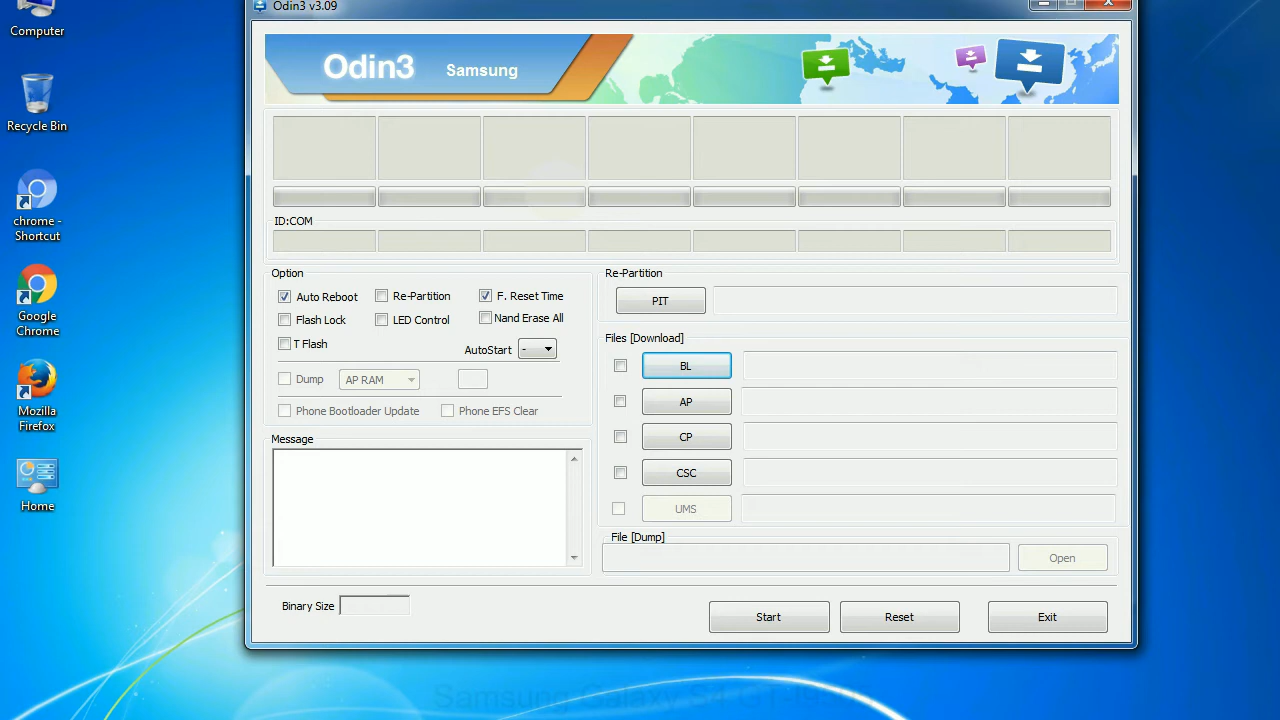 Odin3 v3.09
Computer
Recycle Bin
chrome -
Shortcut
Google
Chrome
Mozilla
Firefox
Home
Odin3 Samsung
ID:COM
Option
Auto Reboot
Re-Partition
F. Reset Time
Flash Lock
LED Control
Nand Erase All
T Flash
AutoStart -
Dump AP RAM
Phone Bootloader Update
Phone EFS Clear
Message
Re-Partition
PIT
Files [Download]
BL
AP
CP
CSC
UMS
File [Dump]
Open
Binary Size
Start
Reset
Exit
Samsung Galaxy S4